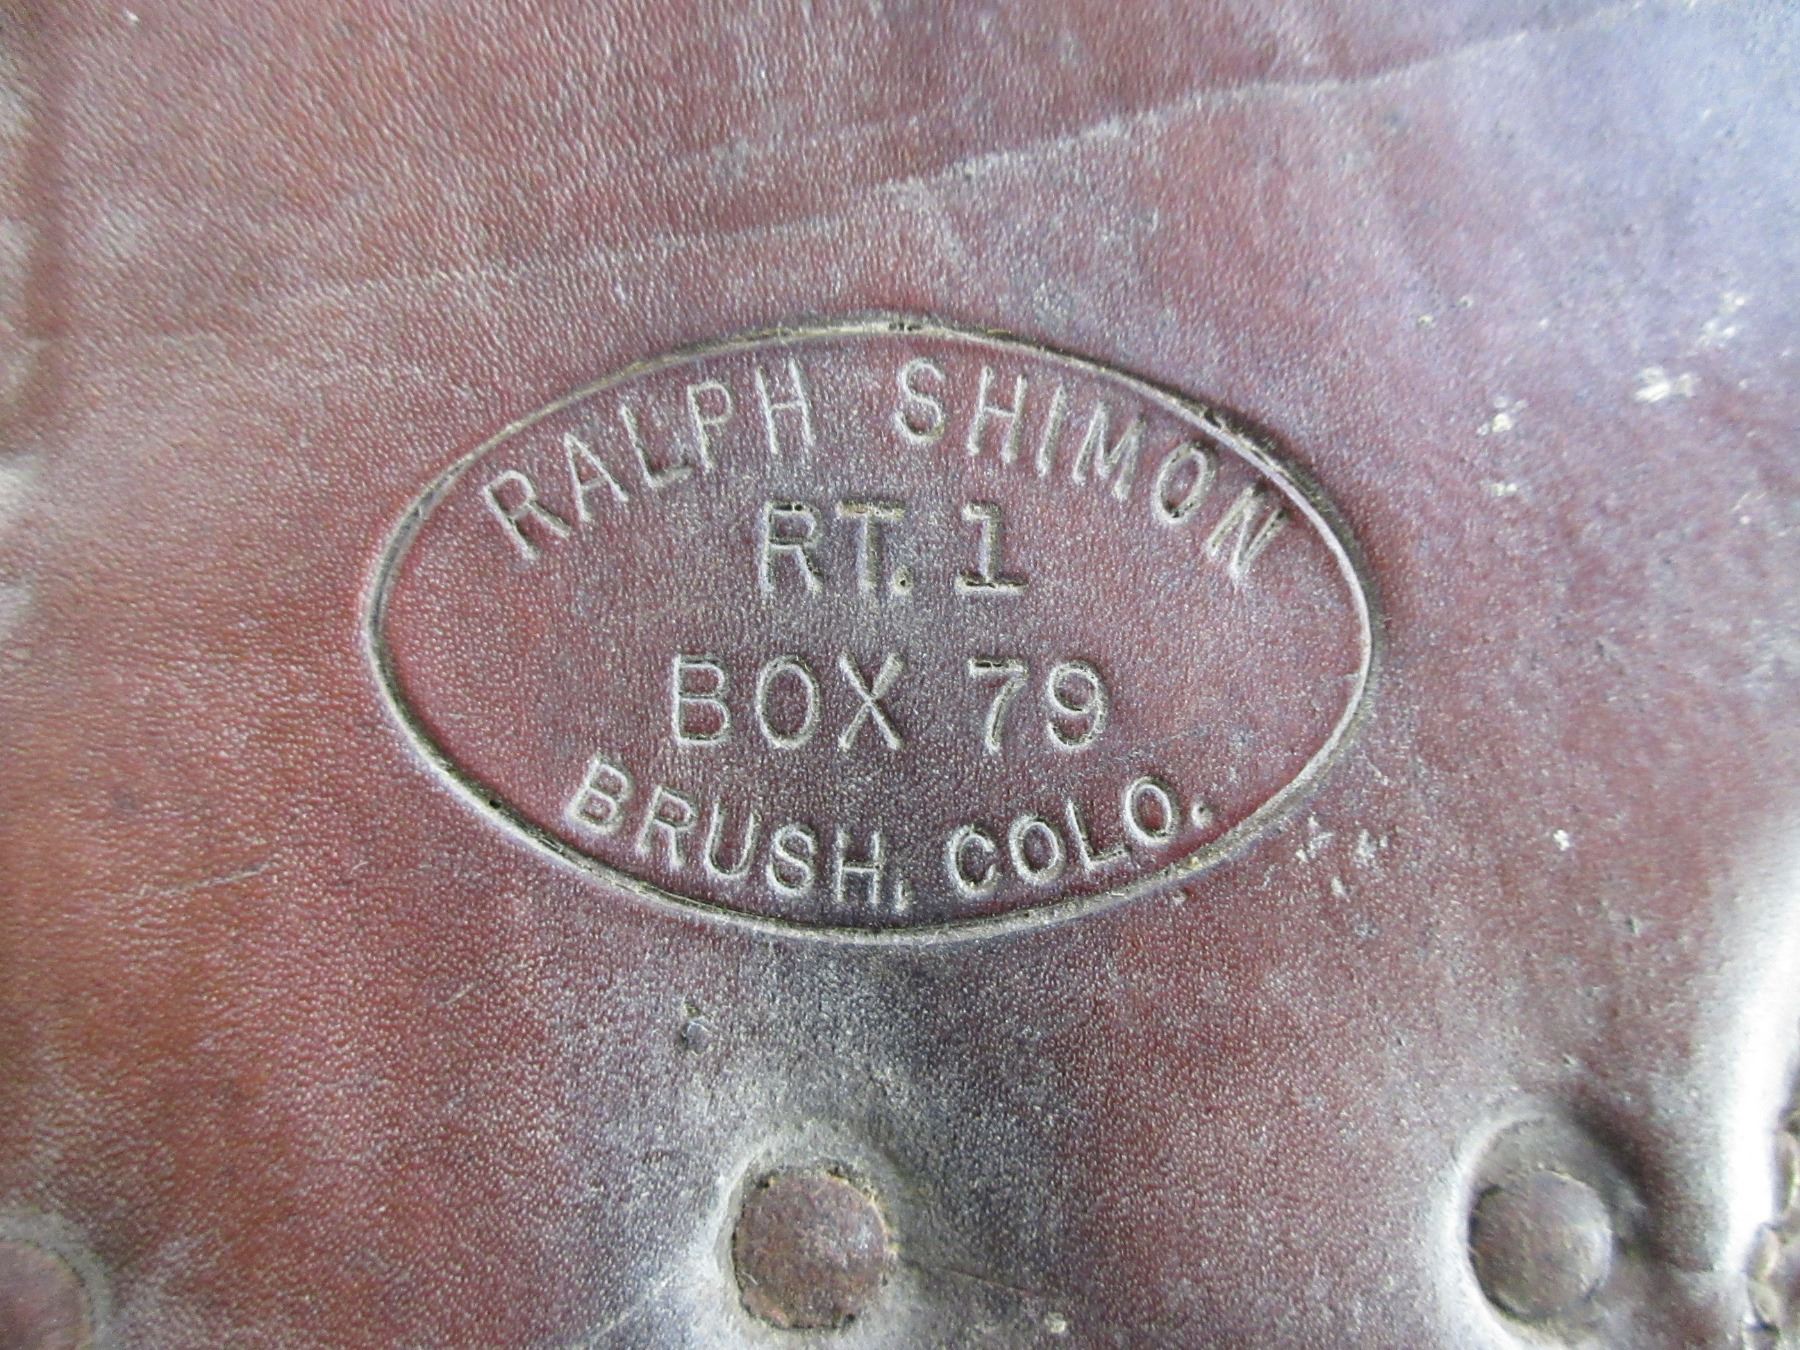 RALPH SHIMON
RT. 1
BOX 79
BRUSH, COLO.